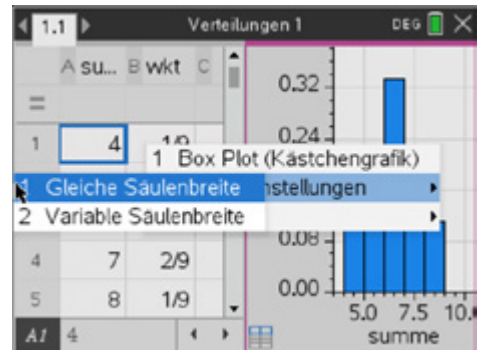 1.1 Verteilungen 1 DEG
A su... B wkt C
=
1 4 1/9
1 Box Plot (Kästchengrafik)
1 Gleiche Säulenbreite nstellungen
2 Variable Säulenbreite
4 7 2/9
5 8 1/9
A1 4
0.32
0.24
0.08
0.00
5.0 7.5 10.
summe